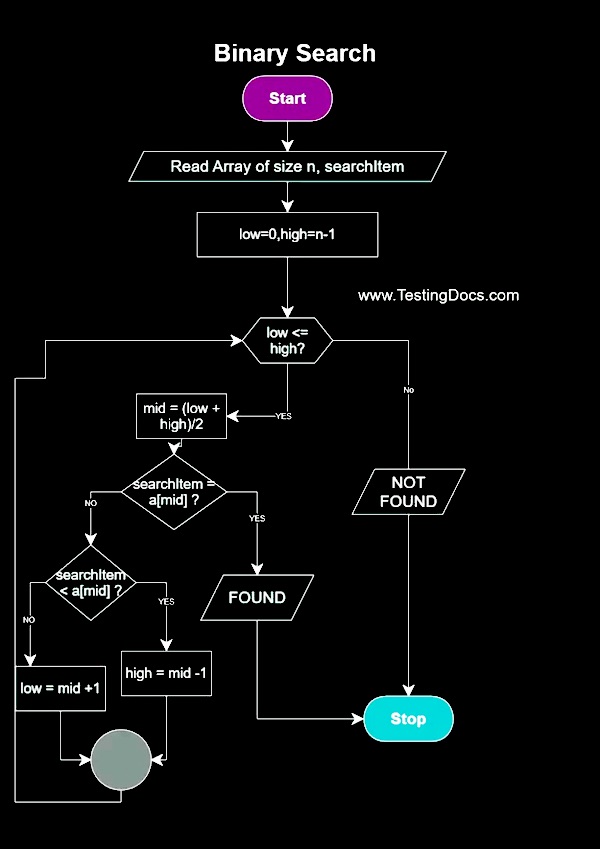 Binary Search
Start
Read Array of size n, searchItem
low=0,high=n-1
www.TestingDocs.com
low <=
high?
No
mid = (low +
high)/2
YES
searchItem =
a[mid] ?
NO
YES
NOT
FOUND
searchItem
< a[mid] ?
FOUND
NO
YES
low = mid +1
high = mid -1
Stop